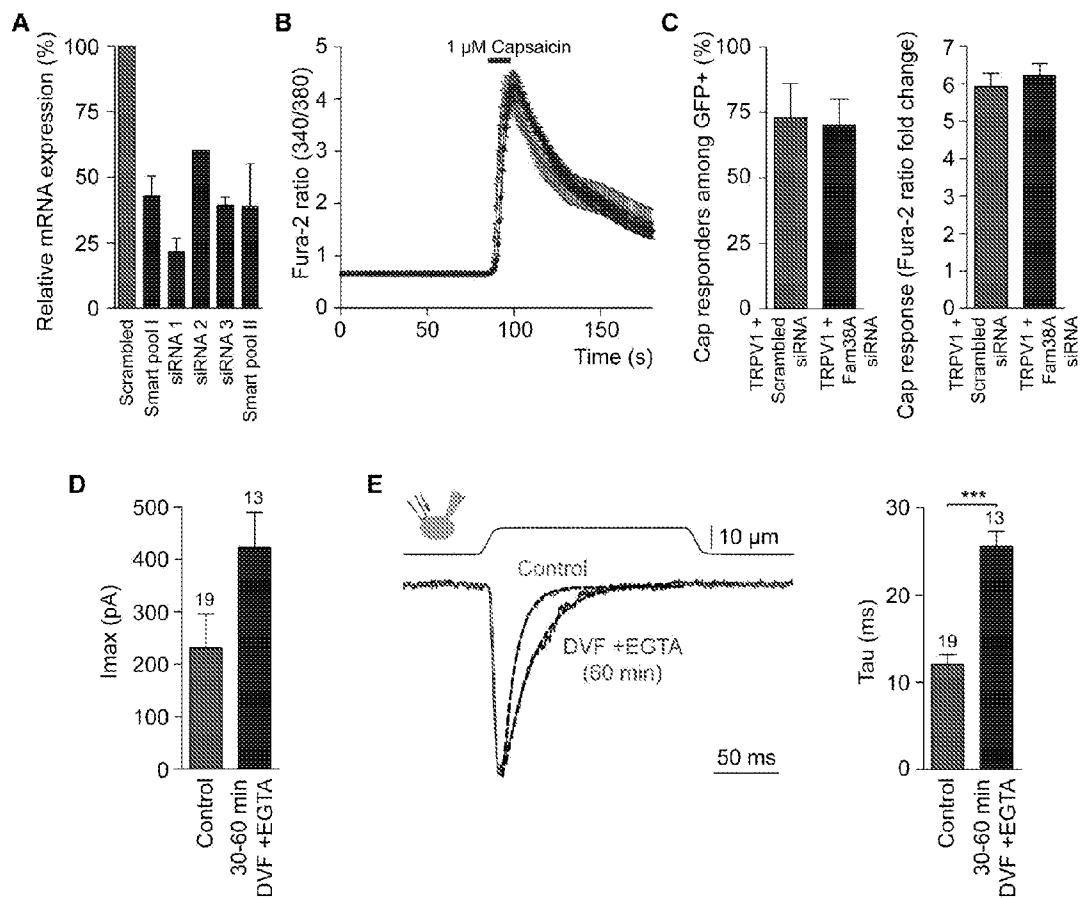 A
Relative mRNA expression (%)
100
75
50
25
0
Scrambled
Smart pool I
siRNA 1
siRNA 2
siRNA 3
Smart pool II
B
Fura-2 ratio (340/380)
5
4
3
2
1
0
1 µM Capsaicin
0
50
100
150
Time (s)
C
Cap responders among GFP+ (%)
100
75
50
25
0
TRPV1 +
Scrambled
siRNA
TRPV1 +
Fam38A
siRNA
Cap response (Fura-2 ratio fold change)
7
6
5
4
3
2
1
0
TRPV1 +
Scrambled
siRNA
TRPV1 +
Fam38A
siRNA
D
Imax (pA)
500
400
300
200
100
0
19
13
Control
30-60 min
DVF +EGTA
E
10 µm
Control
DVF +EGTA
(60 min)
50 ms
Tau (ms)
30
20
10
0
***
19
13
Control
30-60 min
DVF +EGTA